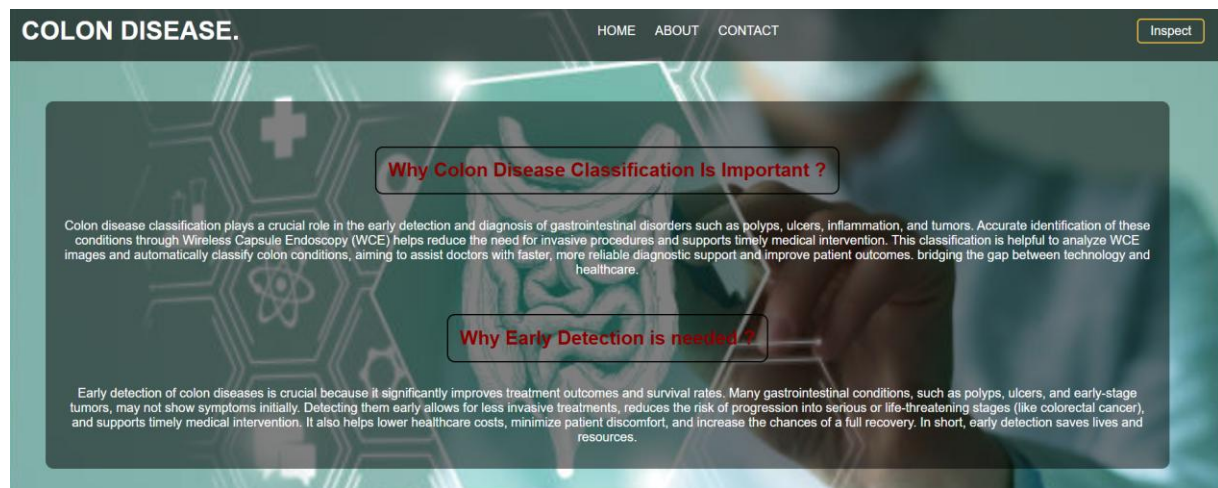 COLON DISEASE.
HOME ABOUT CONTACT
Inspect
Why Colon Disease Classification Is Important ?
Colon disease classification plays a crucial role in the early detection and diagnosis of gastrointestinal disorders such as polyps, ulcers, inflammation, and tumors. Accurate identification of these
conditions through Wireless Capsule Endoscopy (WCE) helps reduce the need for invasive procedures and supports timely medical intervention. This classification is helpful to analyze WCE
images and automatically classify colon conditions, aiming to assist doctors with faster, more reliable diagnostic support and improve patient outcomes. bridging the gap between technology and
healthcare.
Why Early Detection is needed ?
Early detection of colon diseases is crucial because it significantly improves treatment outcomes and survival rates. Many gastrointestinal conditions, such as polyps, ulcers, and early-stage
tumors, may not show symptoms initially. Detecting them early allows for less invasive treatments, reduces the risk of progression into serious or life-threatening stages (like colorectal cancer),
and supports timely medical intervention. It also helps lower healthcare costs, minimize patient discomfort, and increase the chances of a full recovery. In short, early detection saves lives and
resources.